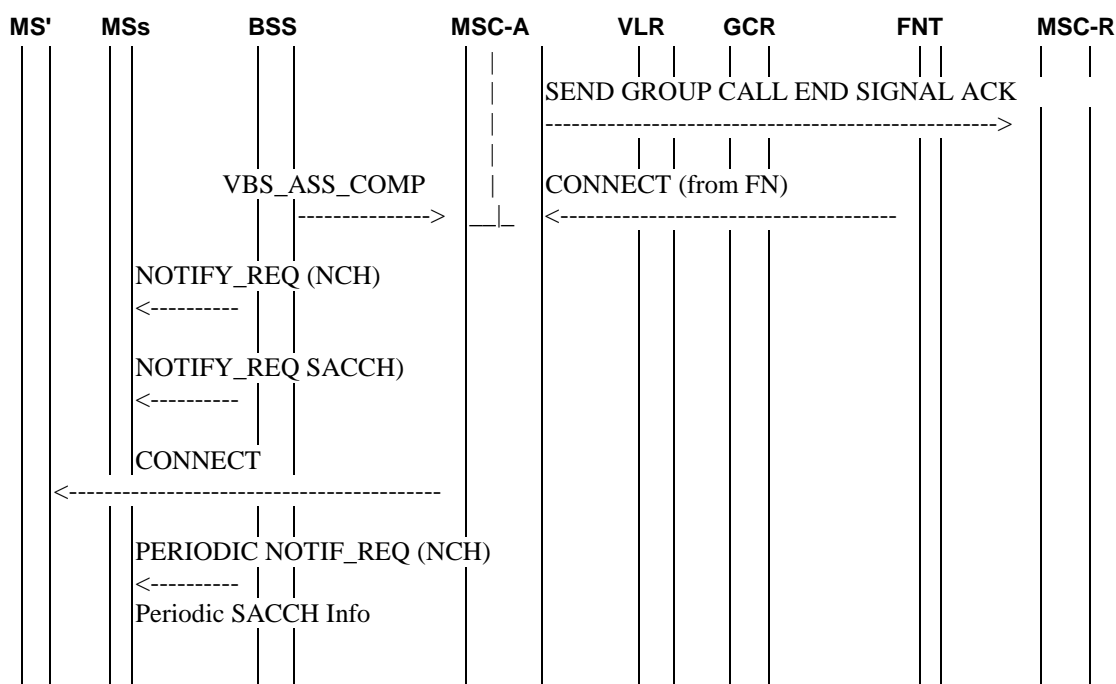 MS' MSs BSS MSC-A VLR GCR FNT MSC-R
SEND GROUP CALL END SIGNAL ACK
VBS_ASS_COMP CONNECT (from FN)
NOTIFY_REQ (NCH)
NOTIFY_REQ SACCH)
CONNECT
PERIODIC NOTIF_REQ (NCH)
Periodic SACCH Info